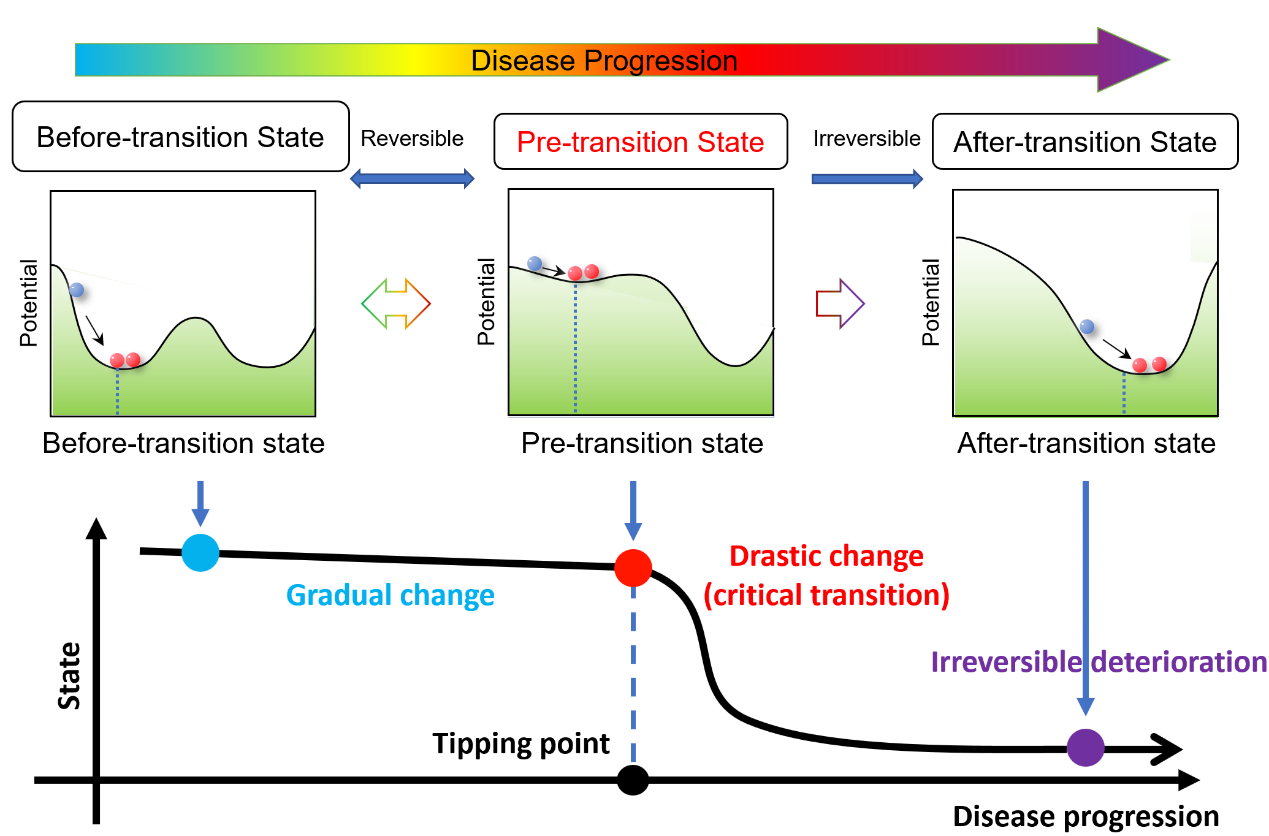 Disease Progression
Before-transition State
Reversible
Pre-transition State
Irreversible
After-transition State
Potential
Potential
Potential
Before-transition state
Pre-transition state
After-transition state
Drastic change
(critical transition)
Gradual change
Irreversible deterioration
State
Tipping point
Disease progression